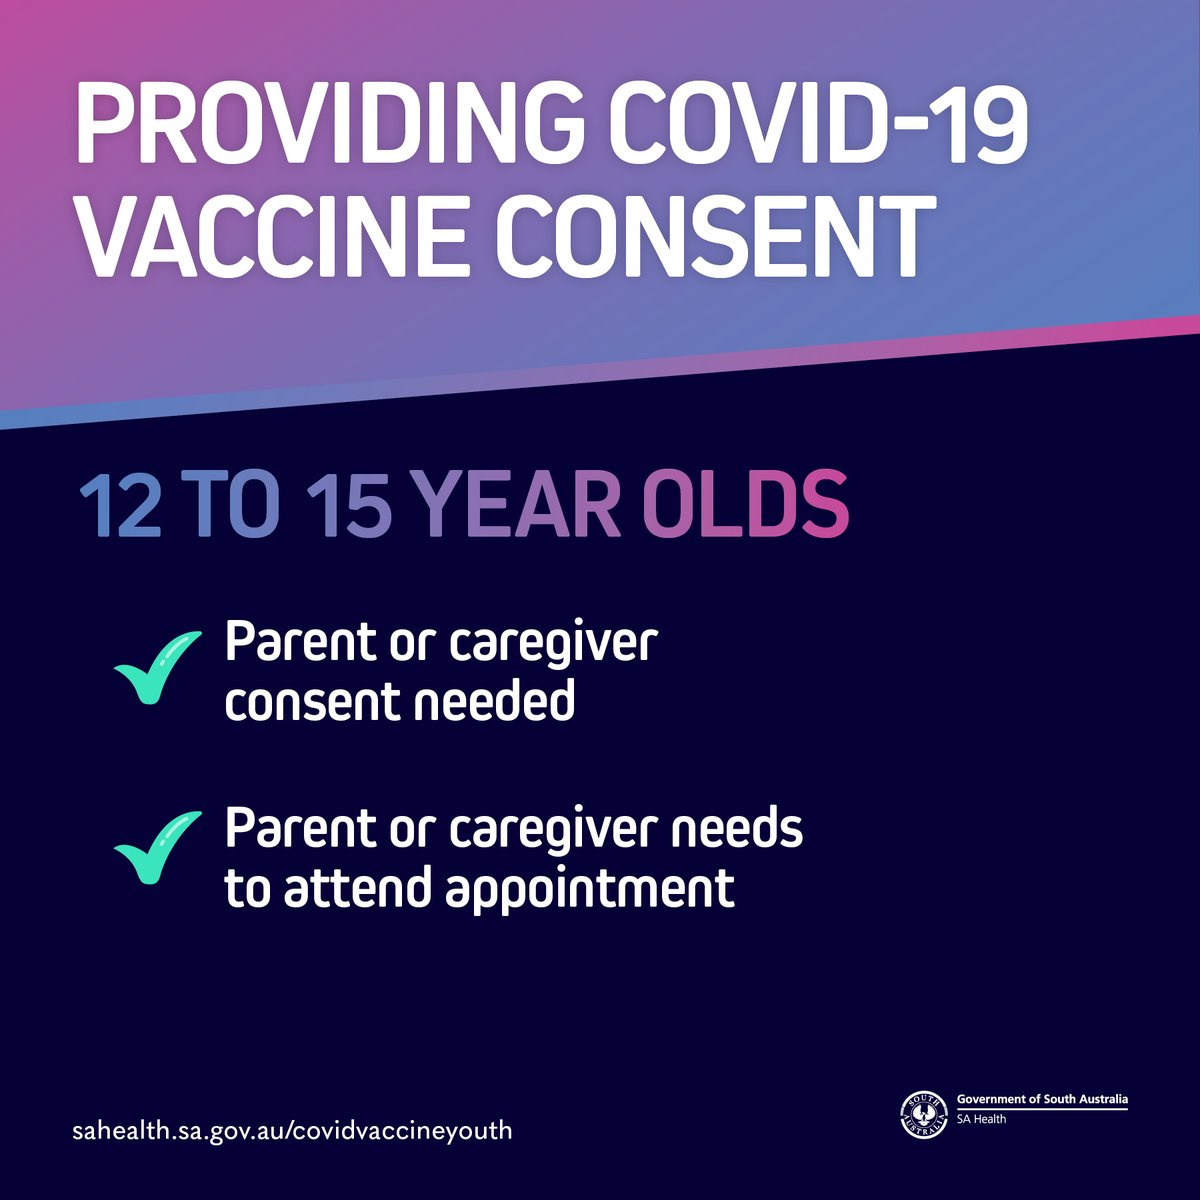 PROVIDING COVID-19
VACCINE CONSENT
12 TO 15 YEAR OLDS
Parent or caregiver
consent needed
Parent or caregiver needs
to attend appointment
sahealth.sa.gov.au/covidvaccineyouth
SOUTH AUSTRALIA
Government of South Australia
SA Health